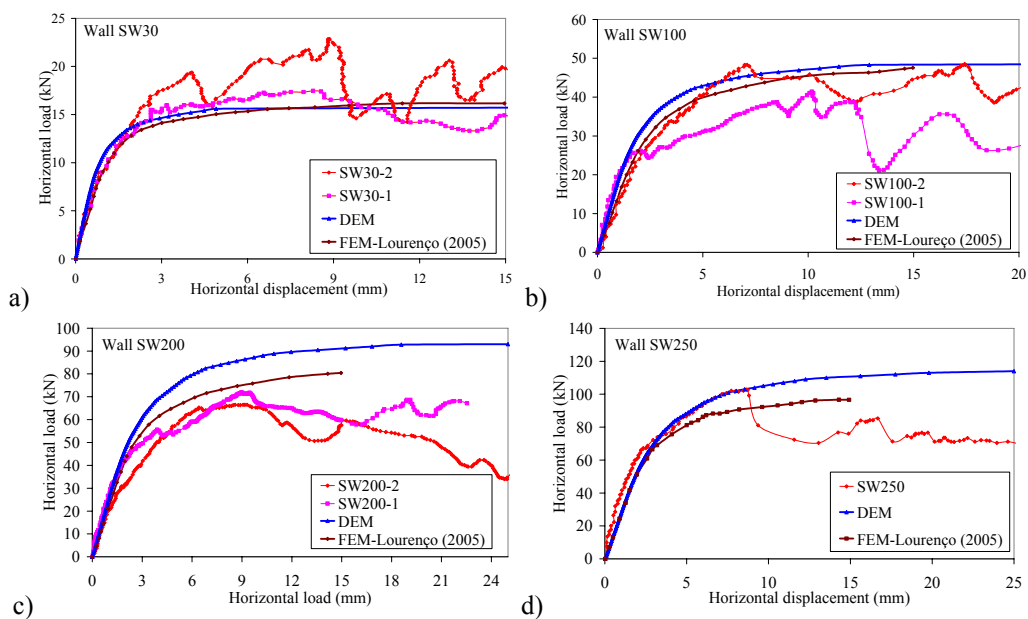 Wall SW30
Horizontal load (kN)
25
20
15
10
5
0
SW30-2
SW30-1
DEM
FEM-Lourenço (2005)
0 3 6 9 12 15
Horizontal displacement (mm)
a)
Wall SW100
Horizontal load (kN)
60
50
40
30
20
10
0
SW100-2
SW100-1
DEM
FEM-Lourenço (2005)
0 5 10 15 20
Horizontal displacement (mm)
b)
Wall SW200
Horizontal load (kN)
100
90
80
70
60
50
40
30
20
10
0
SW200-2
SW200-1
DEM
FEM-Lourenço (2005)
0 3 6 9 12 15 18 21 24
Horizontal load (mm)
c)
Wall SW250
Horizontal load (kN)
140
120
100
80
60
40
20
0
SW250
DEM
FEM-Lourenço (2005)
0 5 10 15 20 25
Horizontal displacement (mm)
d)